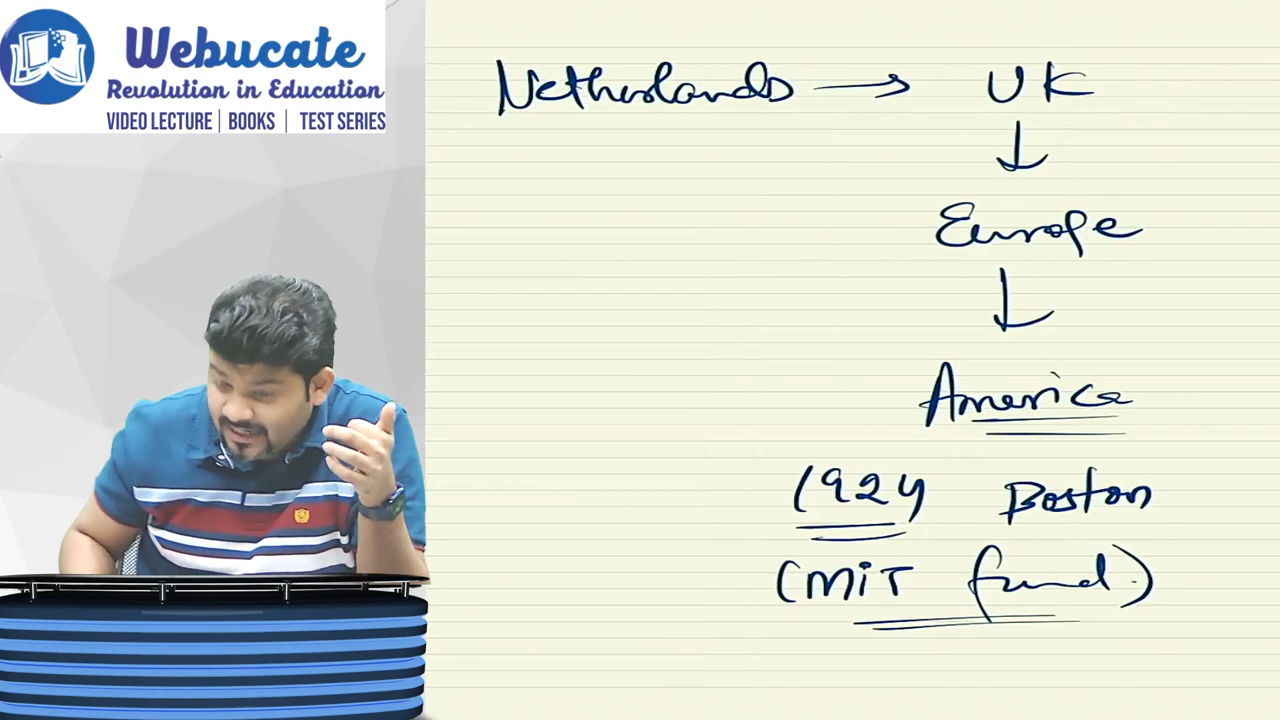 Webucate
Revolution in Education
VIDEO LECTURE | BOOKS | TEST SERIES
Netherlands → UK
↓
Europe
↓
America
1924 Boston
(MIT fund)